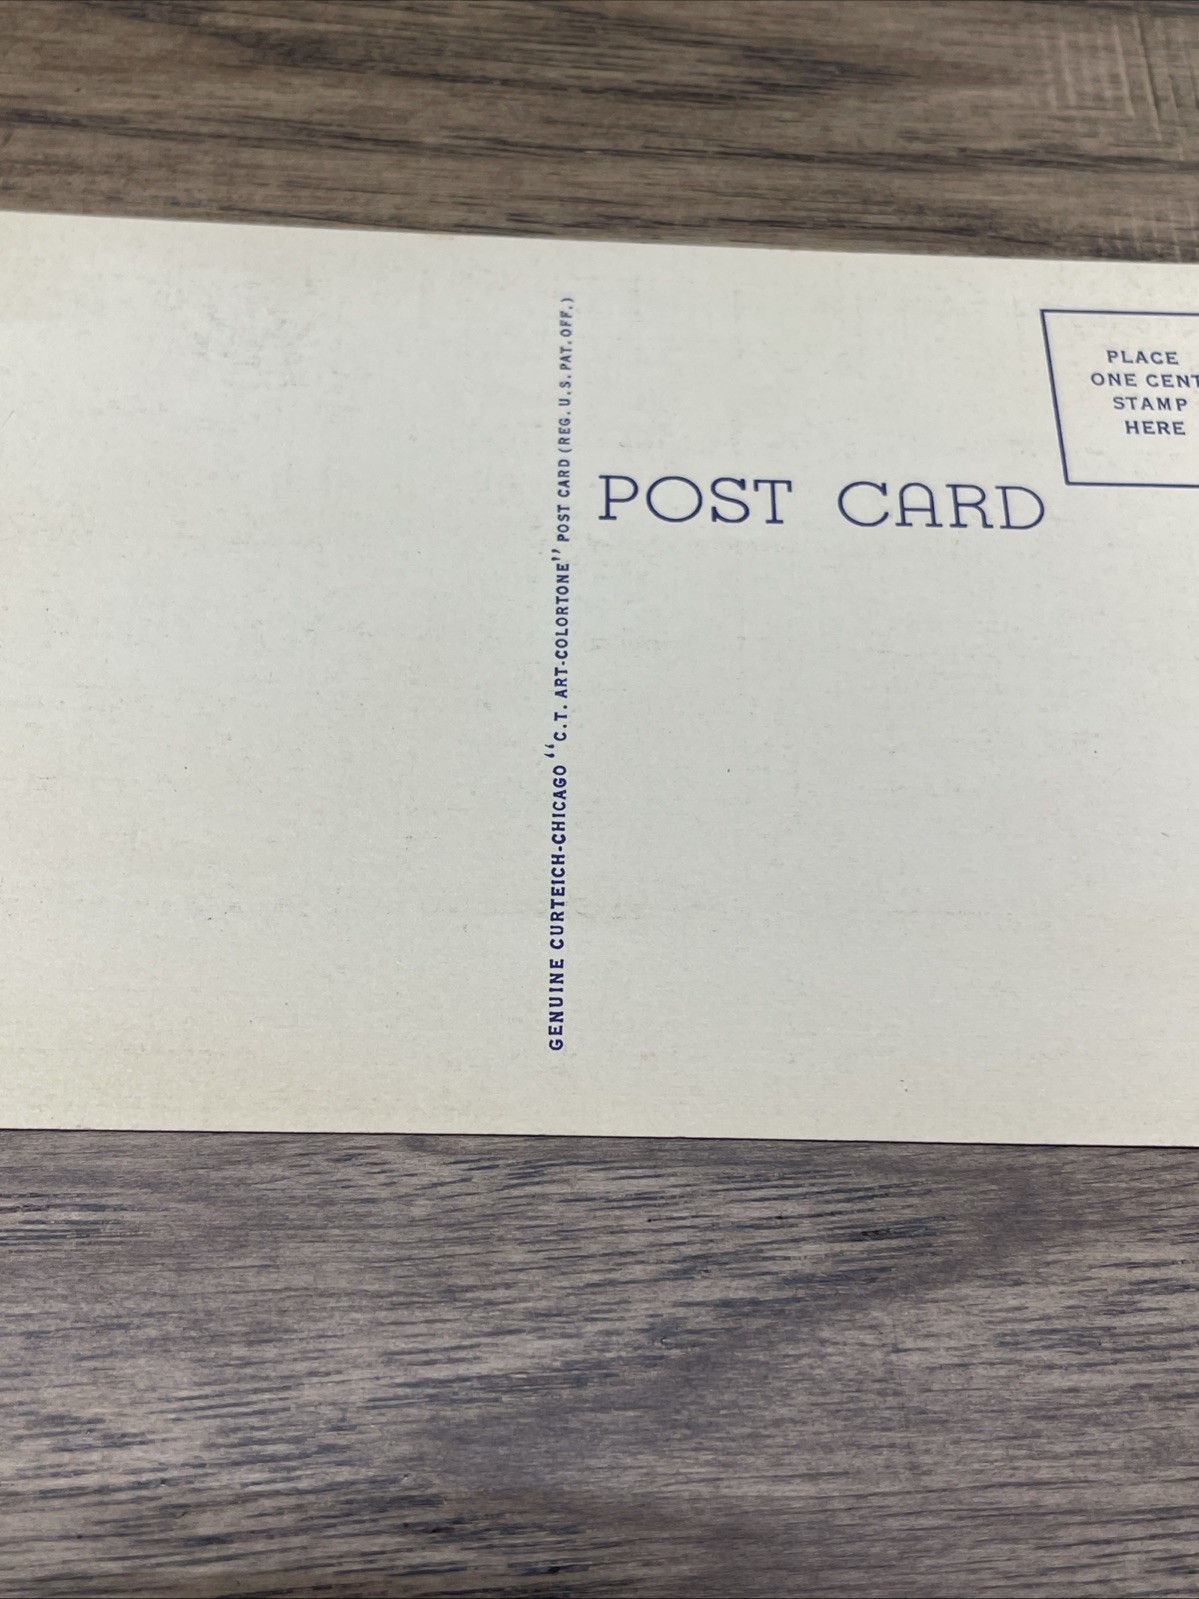 GENUINE CURTEICH-CHICAGO “C.T. ART-COLORTONE” POST CARD (REG. U.S. PAT. OFF.)
POST CARD
PLACE
ONE CENT
STAMP
HERE